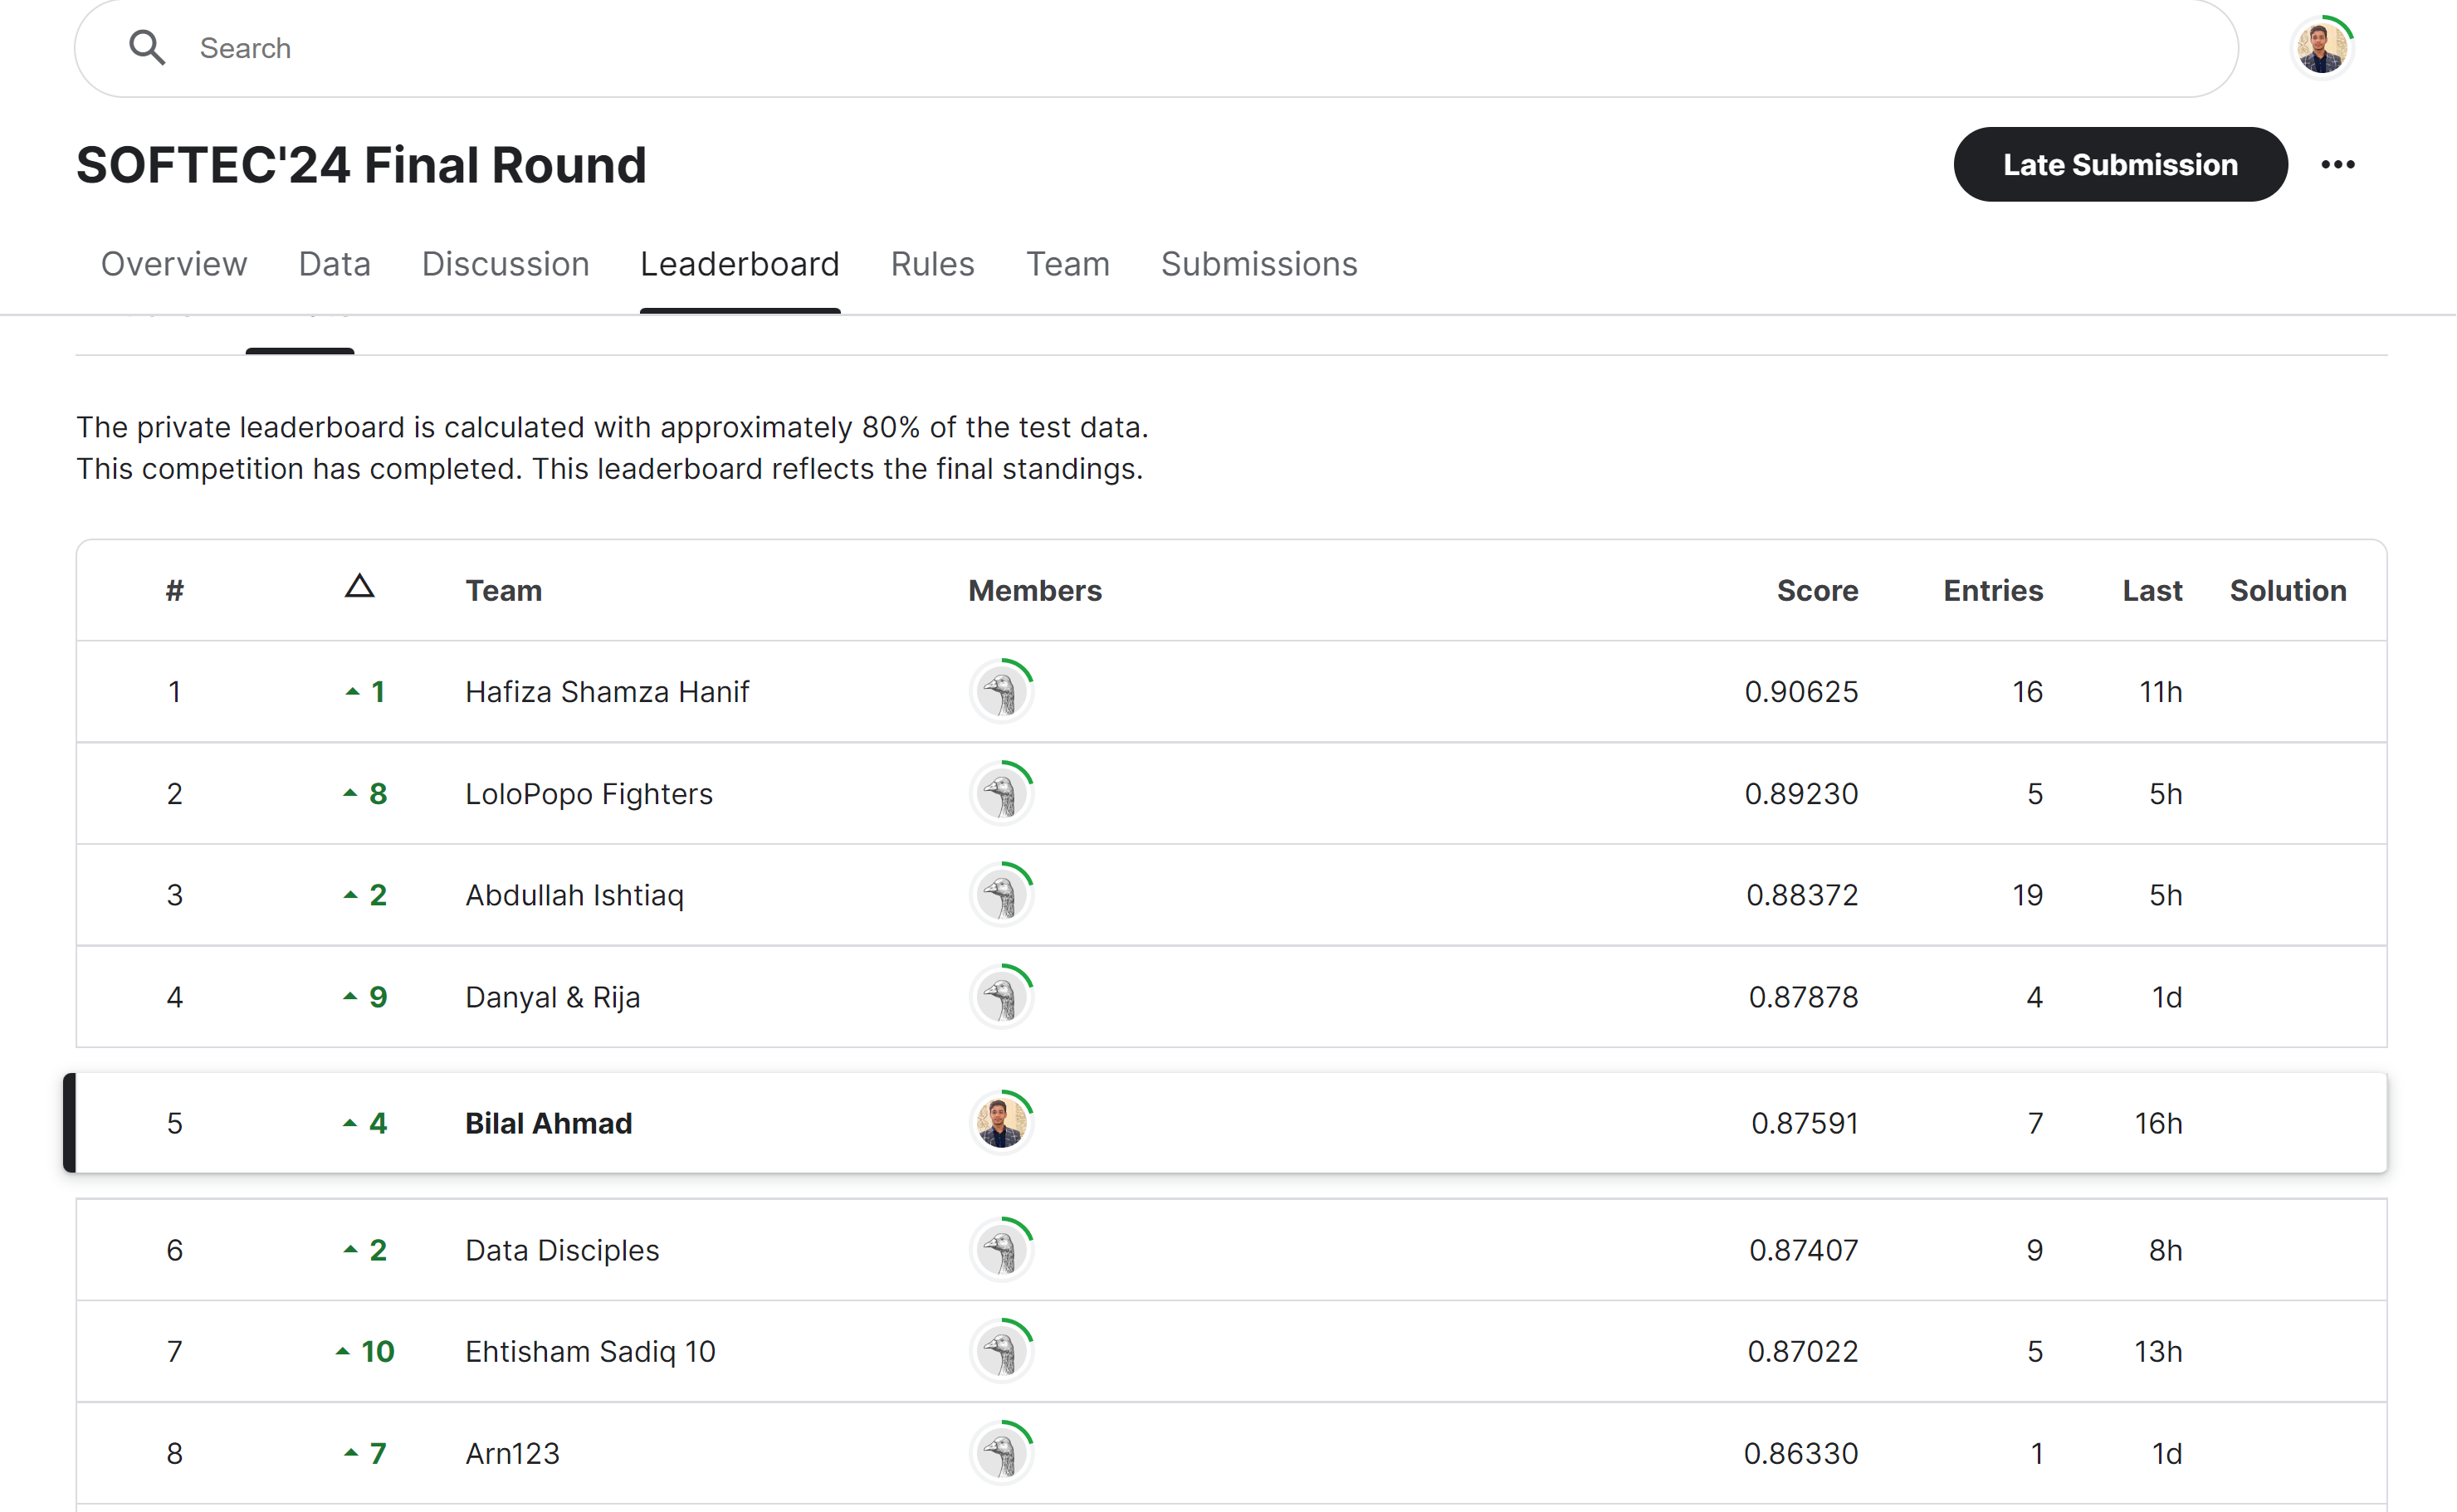 Search
SOFTEC'24 Final Round
Late Submission
Overview Data Discussion Leaderboard Rules Team Submissions
The private leaderboard is calculated with approximately 80% of the test data.
This competition has completed. This leaderboard reflects the final standings.
# △ Team Members Score Entries Last Solution
1 ▲ 1 Hafiza Shamza Hanif 0.90625 16 11h
2 ▲ 8 LoloPopo Fighters 0.89230 5 5h
3 ▲ 2 Abdullah Ishtiaq 0.88372 19 5h
4 ▲ 9 Danyal & Rija 0.87878 4 1d
5 ▲ 4 Bilal Ahmad 0.87591 7 16h
6 ▲ 2 Data Disciples 0.87407 9 8h
7 ▲ 10 Ehtisham Sadiq 10 0.87022 5 13h
8 ▲ 7 Arn123 0.86330 1 1d